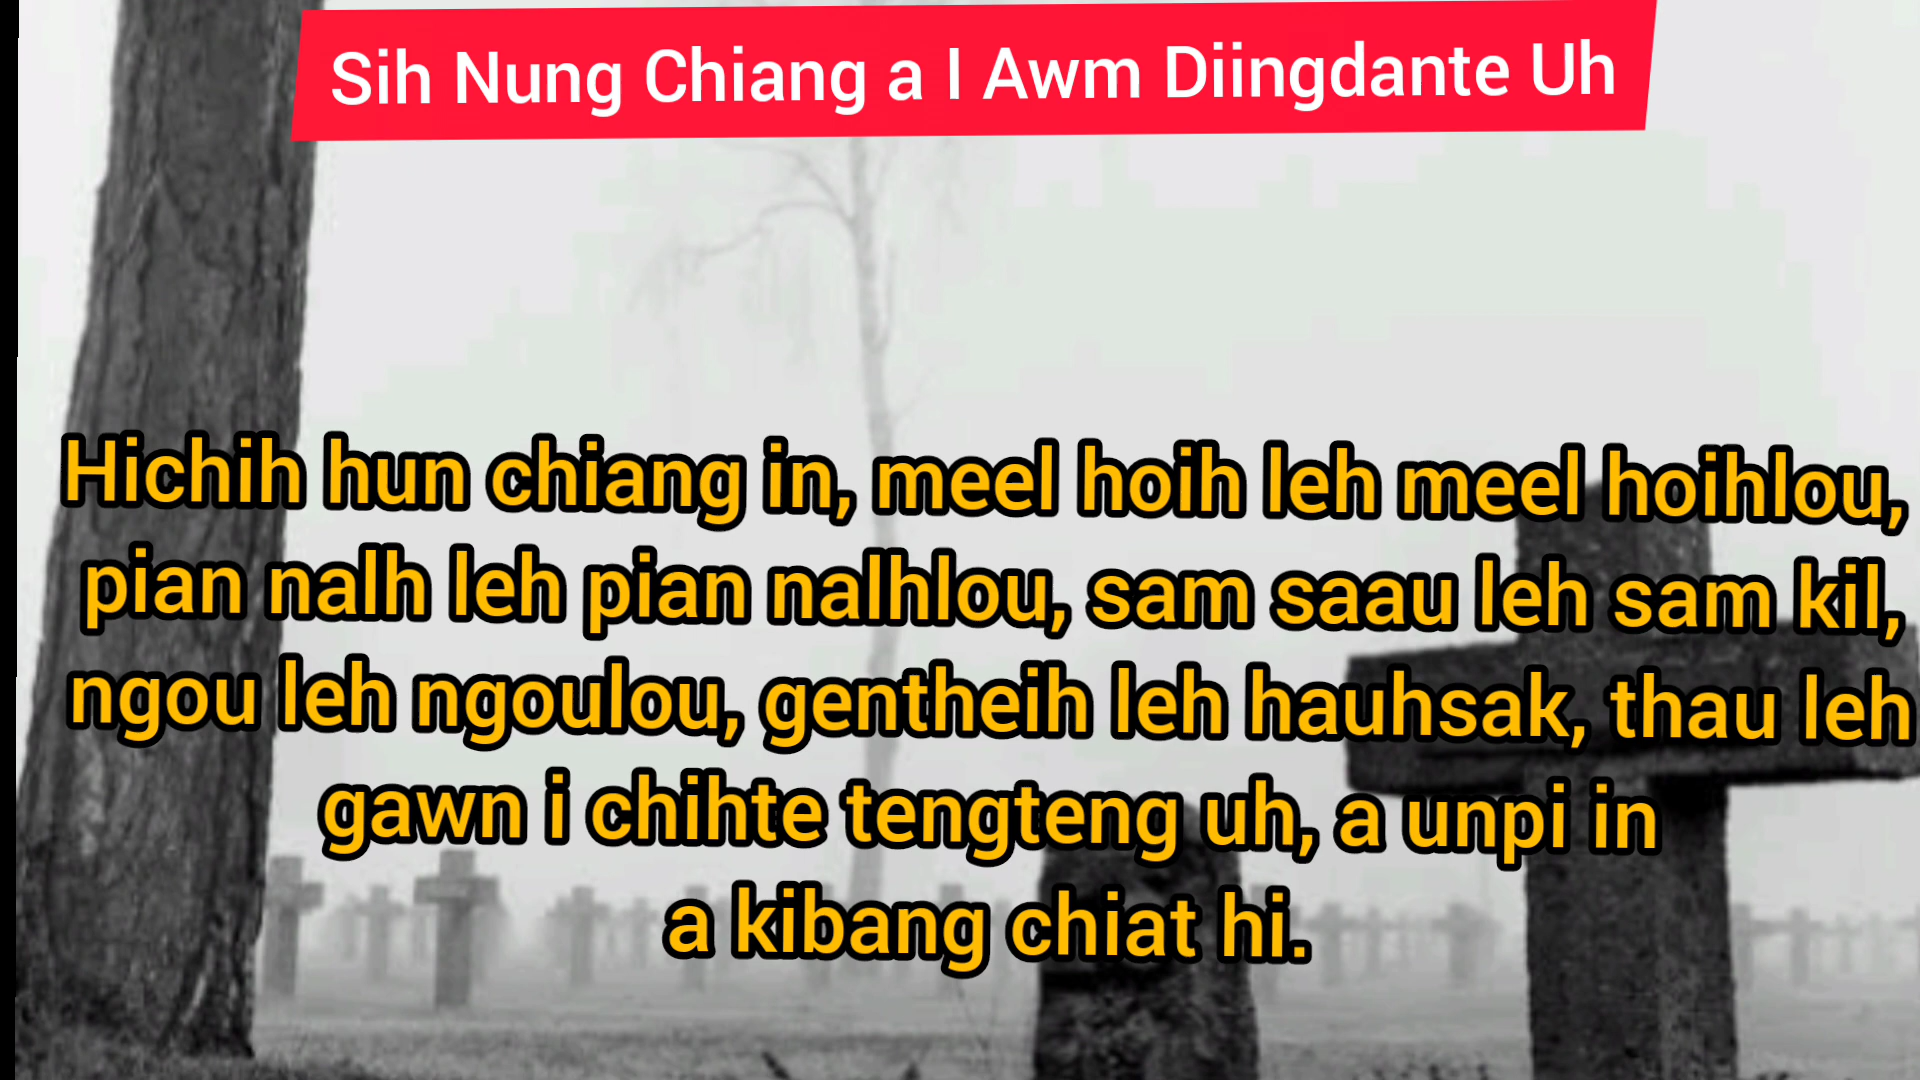 Sih Nung Chiang a I Awm Diingdante Uh
Hichih hun chiang in, meel hoih leh meel hoihlou,
pian nalh leh pian nalhlou, sam saau leh sam kil,
ngou leh ngoulou, gentheih leh hauhsak, thau leh
gawn i chihte tengteng uh, a unpi in
a kibang chiat hi.